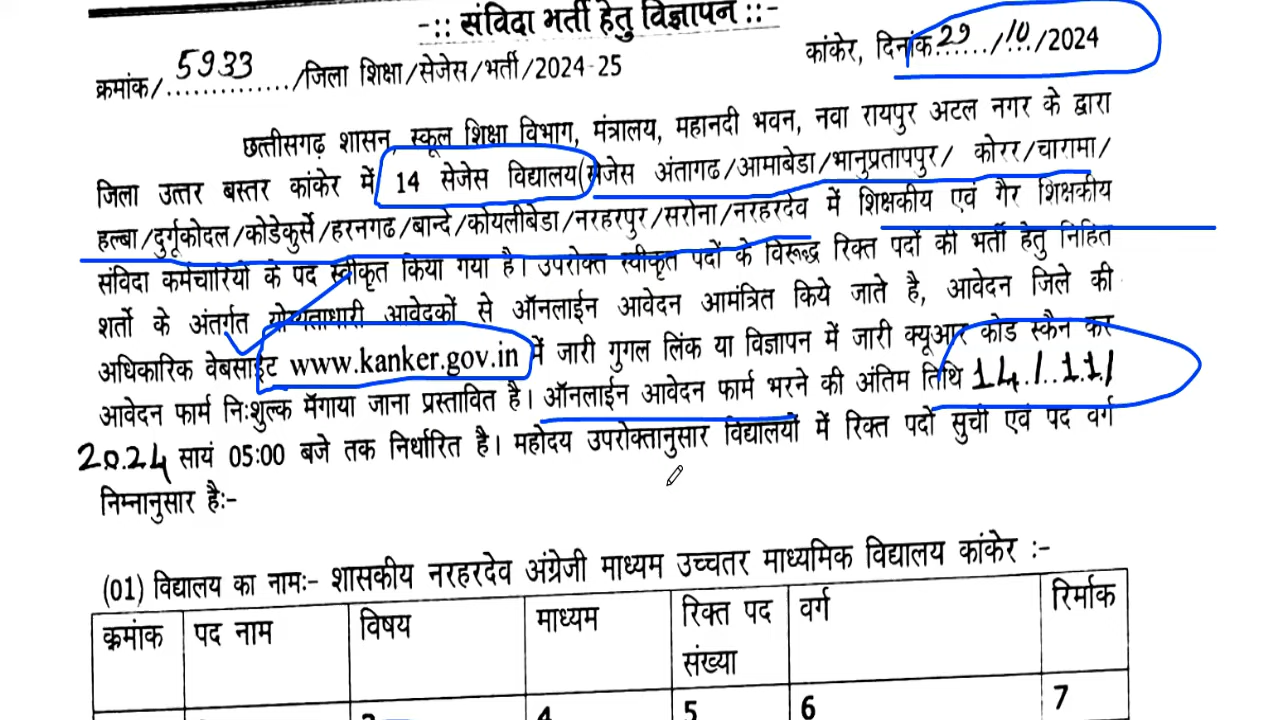 -:: संविदा भर्ती हेतु विज्ञापन ::-
क्रमांक/5933/जिला शिक्षा/सेजेस/भर्ती/2024-25 कांकेर, दिनांक 29/10/2024
छत्तीसगढ़ शासन, स्कूल शिक्षा विभाग, मंत्रालय, महानदी भवन, नवा रायपुर अटल नगर के द्वारा
जिला उत्तर बस्तर कांकेर में 14 सेजेस विद्यालय(सेजेस अंतागढ/आमाबेडा/भानुप्रतापपुर/ कोरर/चारामा/
हल्बा/दुर्गूकोदल/कोडेकुर्से/हरनगढ/बान्दे/कोयलीबेडा/नरहरपुर/सरोना/नरहरदेव में शिक्षकीय एवं गैर शिक्षकीय
संविदा कर्मचारियों के पद स्वीकृत किया गया है। उपरोक्त स्वीकृत पदों के विरूद्ध रिक्त पदों की भर्ती हेतु निहित
शर्तो के अंतर्गत योग्यताधारी आवेदकों से ऑनलाईन आवेदन आमंत्रित किये जाते है, आवेदन जिले की
अधिकारिक वेबसाईट www.kanker.gov.in में जारी गुगल लिंक या विज्ञापन में जारी क्यूआर कोड स्कैन कर
आवेदन फार्म निःशुल्क मॅगाया जाना प्रस्तावित है। ऑनलाईन आवेदन फार्म भरने की अंतिम तिथि 14/11/
2024 सायं 05:00 बजे तक निर्धारित है। महोदय उपरोक्तानुसार विद्यालयों में रिक्त पदों सुची एवं पद वर्ग
निम्नानुसार है:-
(01) विद्यालय का नामः- शासकीय नरहरदेव अंग्रेजी माध्यम उच्चतर माध्यमिक विद्यालय कांकेर :-
क्रमांक पद नाम विषय माध्यम रिक्त पद संख्या वर्ग रिर्माक
4 5 6 7